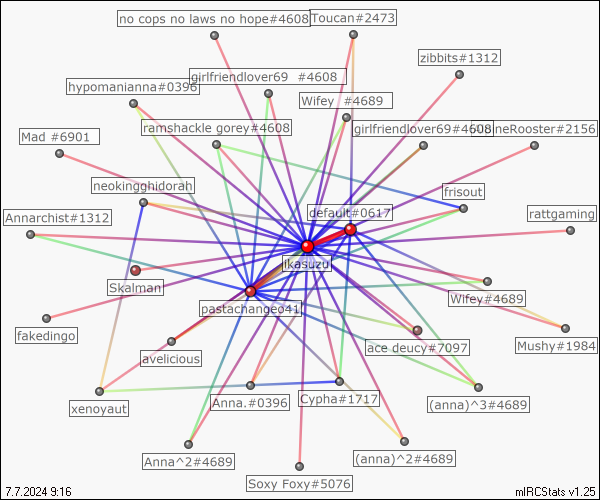 no cops no laws no hope#4608
Toucan#2473
zibbits#1312
girlfriendlover69 #4608
hypomanianna#0396
Wifey #4689
ramshackle gorey#4608
girlfriendlover69#4608
neRooster#2156
Mad #6901
neokingghidorah
frisout
default#0617
rattgaming
Annarchist#1312
jikasuzu
Skalman
Wifey#4689
pastachangeo41
fakedingo
avelicious
ace deucy#7097
Mushy#1984
xenoyaut
Anna.#0396
Cypha#1717
(anna)^3#4689
Anna^2#4689
(anna)^2#4689
Soxy Foxy#5076
7.7.2024 9:16
mIRCStats v1.25